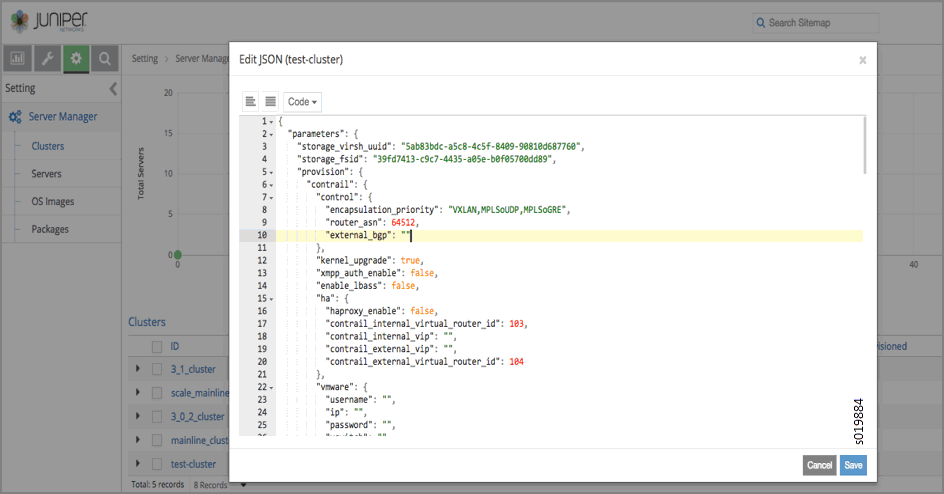 JUNIPER
NETWORKS
Search Sitemap
Setting > Server Manage
Setting
Server Manager
Clusters
Servers
OS Images
Packages
Total Servers
20
15
10
5
0
0
40
Edit JSON (test-cluster)
x
Code
1 {
2 "parameters": {
3 "storage_virsh_uuid": "5ab83bdc-a5c8-4c5f-8409-90810d687760",
4 "storage_fsid": "39fd7413-c9c7-4435-a05e-b0f05700dd89",
5 "provision": {
6 "contrail": {
7 "control": {
8 "encapsulation_priority": "VXLAN,MPLSoUDP,MPLSoGRE",
9 "router_asn": 64512,
10 "external_bgp": ""
11 },
12 "kernel_upgrade": true,
13 "xmpp_auth_enable": false,
14 "enable_lbass": false,
15 "ha": {
16 "haproxy_enable": false,
17 "contrail_internal_virtual_router_id": 103,
18 "contrail_internal_vip": "",
19 "contrail_external_vip": "",
20 "contrail_external_virtual_router_id": 104
21 },
22 "vmware": {
23 "username": "",
24 "ip": "",
25 "password": "",
26
Cancel
Save
s019884
Clusters
ID
visioned
3_1_cluster
scale_mainline
3_0_2_cluster
mainline_clust
test-cluster
Total: 5 records
8 Records